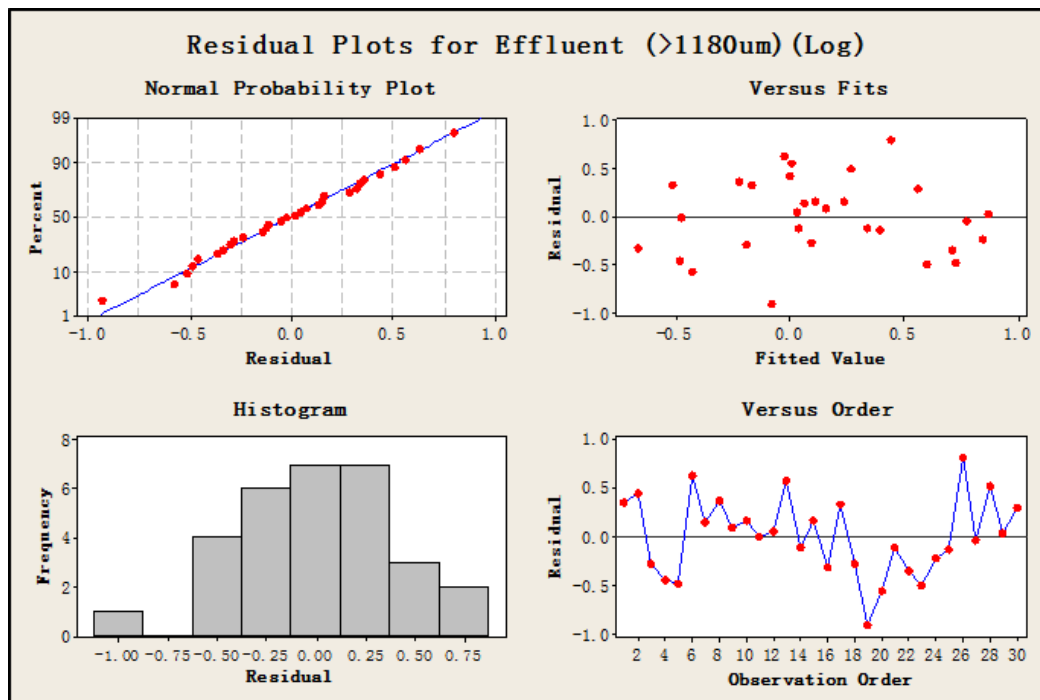 Residual Plots for Effluent (>1180um)(Log)
Normal Probability Plot
99
90
50
10
1
Percent
-1.0 -0.5 0.0 0.5 1.0
Residual
Versus Fits
1.0
0.5
0.0
-0.5
-1.0
Residual
-0.5 0.0 0.5 1.0
Fitted Value
Histogram
8
6
4
2
0
Frequency
-1.00 -0.75 -0.50 -0.25 0.00 0.25 0.50 0.75
Residual
Versus Order
1.0
0.5
0.0
-0.5
-1.0
Residual
2 4 6 8 10 12 14 16 18 20 22 24 26 28 30
Observation Order